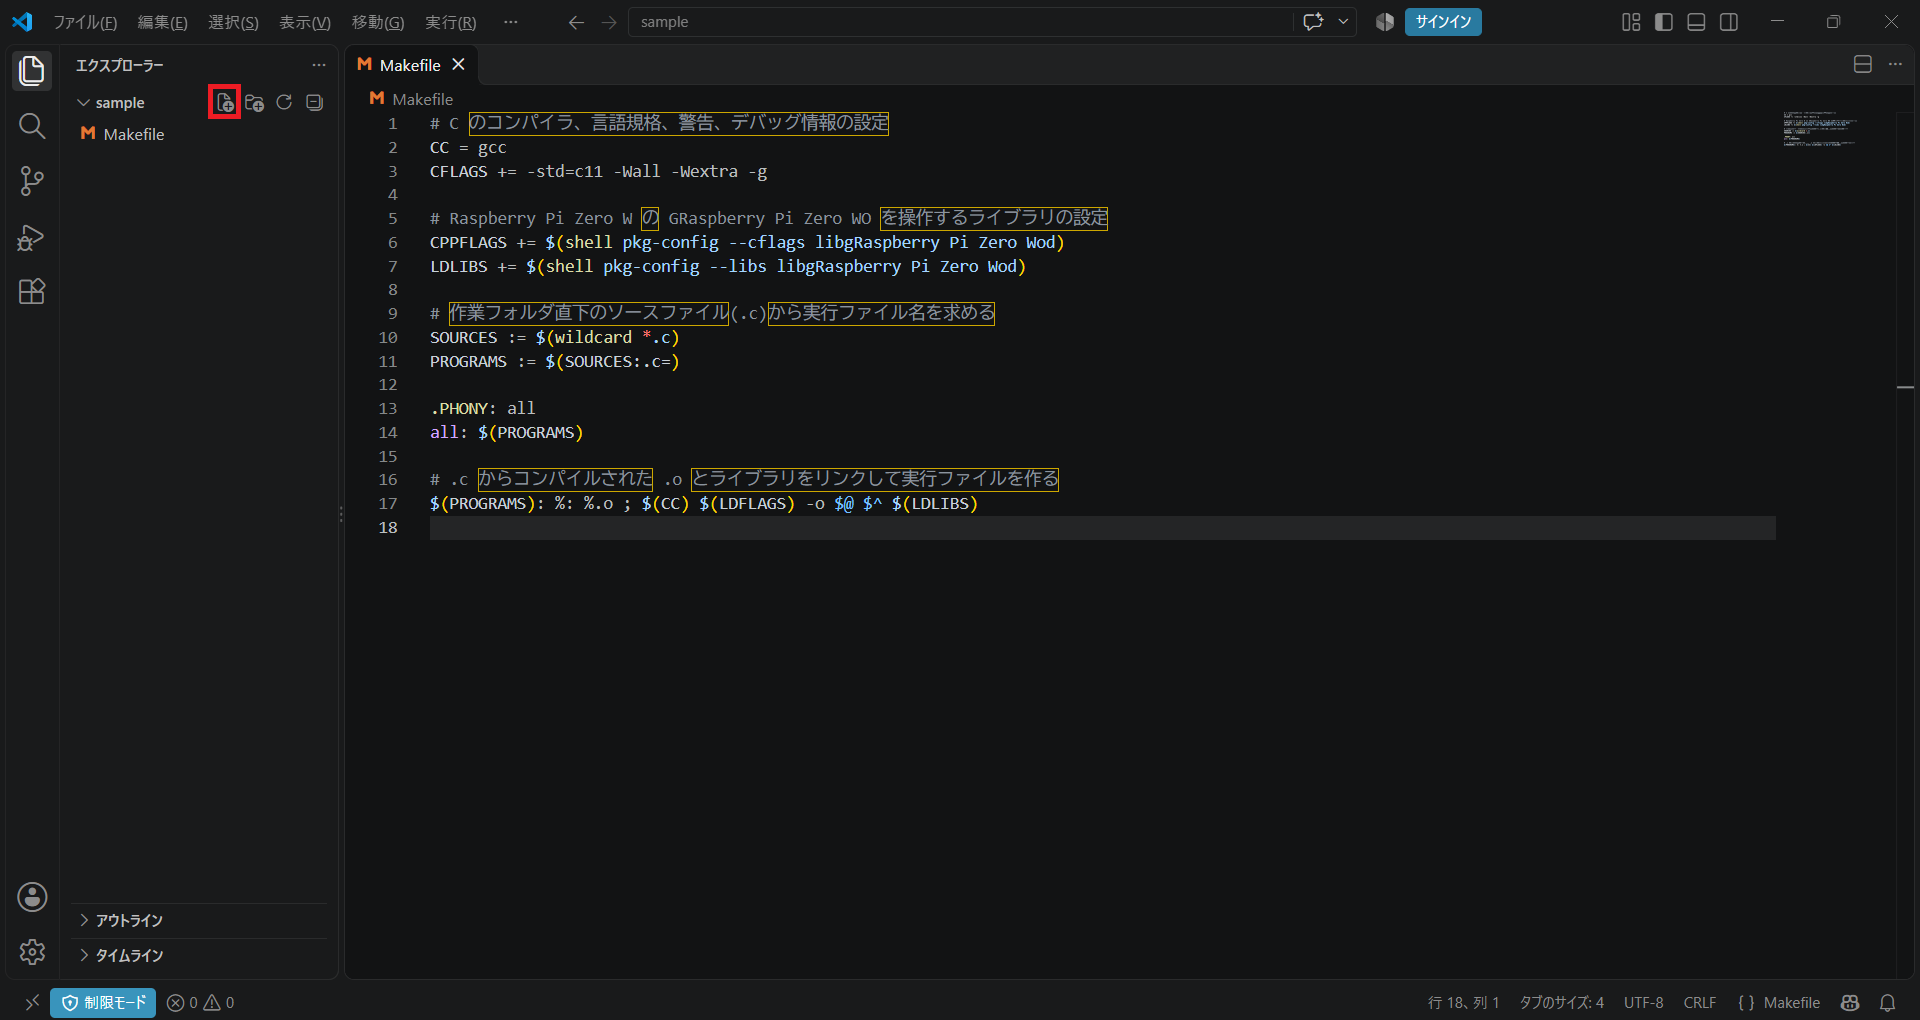 ファイル(F) 編集(E) 選択(S) 表示(V) 移動(G) 実行(R) ··· sample サインイン
エクスプローラー
sample
Makefile
Makefile
Makefile
1 # C のコンパイラ、言語規格、警告、デバッグ情報の設定
2 CC = gcc
3 CFLAGS += -std=c11 -Wall -Wextra -g
4
5 # Raspberry Pi Zero W の GRaspberry Pi Zero WO を操作するライブラリの設定
6 CPPFLAGS += $(shell pkg-config --cflags libgRaspberry Pi Zero Wod)
7 LDLIBS += $(shell pkg-config --libs libgRaspberry Pi Zero Wod)
8
9 # 作業フォルダ直下のソースファイル(.c)から実行ファイル名を求める
10 SOURCES := $(wildcard *.c)
11 PROGRAMS := $(SOURCES:.c=)
12
13 .PHONY: all
14 all: $(PROGRAMS)
15
16 # .c からコンパイルされた .o とライブラリをリンクして実行ファイルを作る
17 $(PROGRAMS): %: %.o ; $(CC) $(LDFLAGS) -o $@ $^ $(LDLIBS)
18
アウトライン
タイムライン
制限モード 0 0 行 18、列 1 タブのサイズ: 4 UTF-8 CRLF { } Makefile